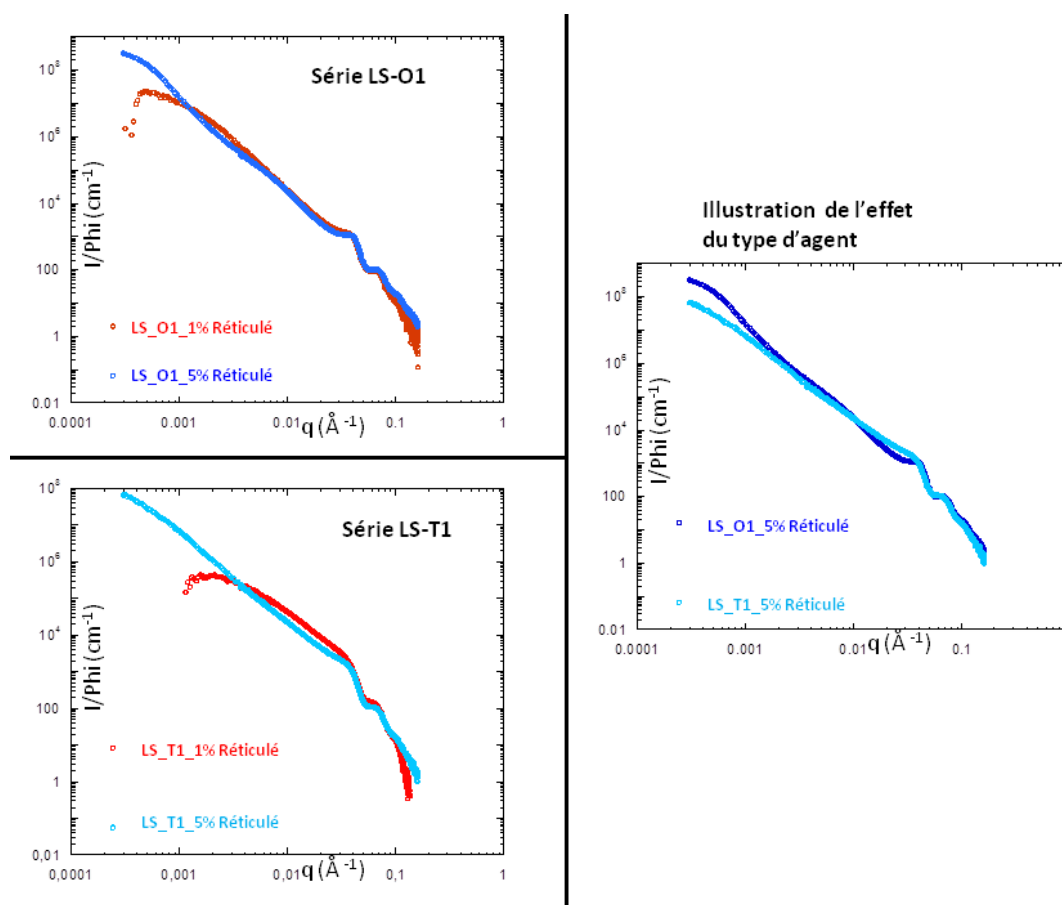 Série LS-O1
I/Phi (cm⁻¹)
10⁸
10⁶
10⁴
100
1
0.01
LS_O1_1% Réticulé
LS_O1_5% Réticulé
0.0001
0.001
0.01
0.1
1
q (Å⁻¹)
Série LS-T1
I/Phi (cm⁻¹)
10⁸
10⁶
10⁴
100
1
0,01
LS_T1_1% Réticulé
LS_T1_5% Réticulé
0,0001
0,001
0,01
0,1
1
q (Å⁻¹)
Illustration de l'effet
du type d'agent
I/Phi (cm⁻¹)
10⁸
10⁶
10⁴
100
1
0.01
LS_O1_5% Réticulé
LS_T1_5% Réticulé
0.0001
0.001
0.01
0.1
q (Å⁻¹)